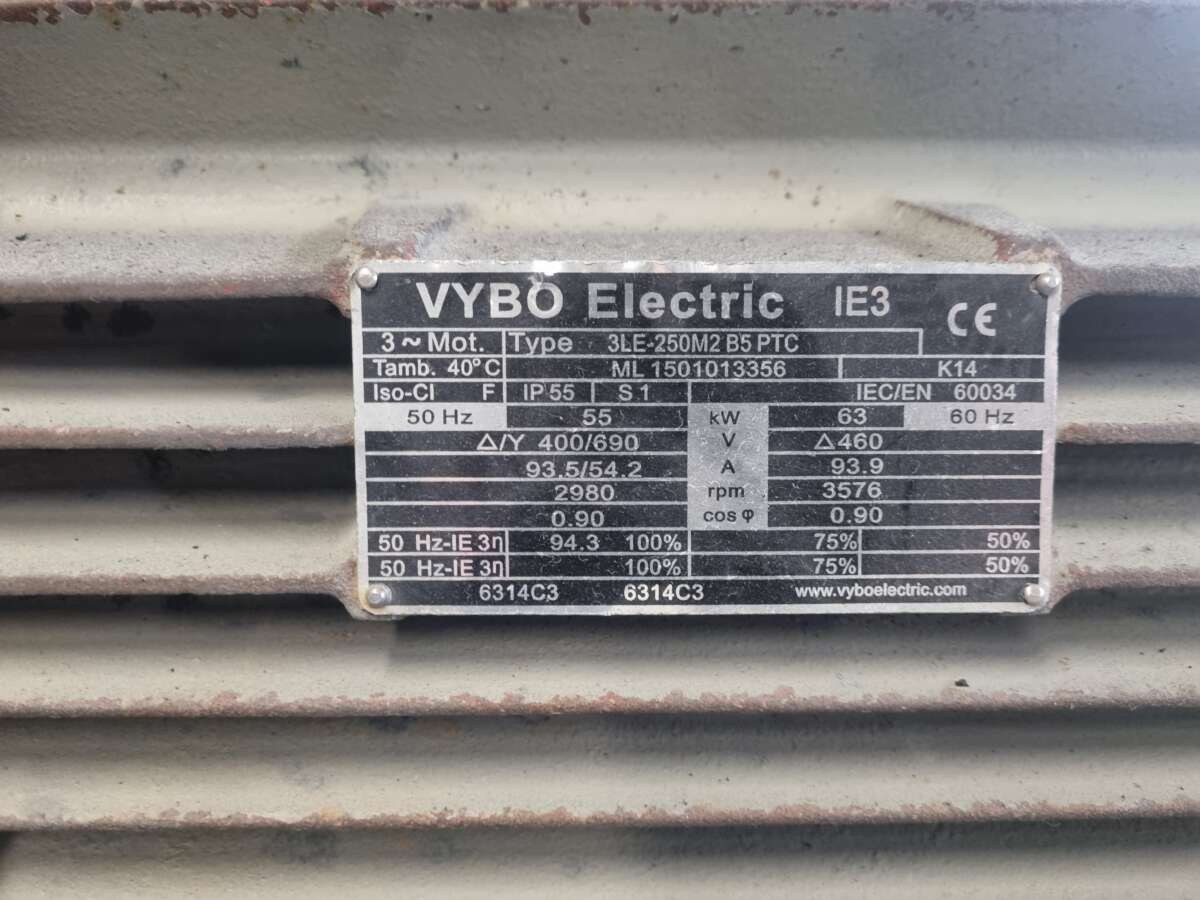 VYBO Electric IE3 CE
3 ~ Mot. Type 3LE-250M2 B5 PTC
Tamb. 40°C ML 1501013356 K14
Iso-Cl F IP 55 S 1 IEC/EN 60034
50 Hz 55 kW 63 60 Hz
△/Y 400/690 V △460
93.5/54.2 A 93.9
2980 rpm 3576
0.90 cos φ 0.90
50 Hz-IE 3η 94.3 100% 75% 50%
50 Hz-IE 3η 100% 75% 50%
6314C3 6314C3 www.vyboelectric.com